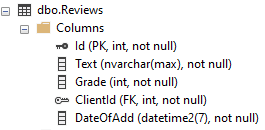 dbo.Reviews
Columns
Id (PK, int, not null)
Text (nvarchar(max), not null)
Grade (int, not null)
ClientId (FK, int, not null)
DateOfAdd (datetime2(7), not null)